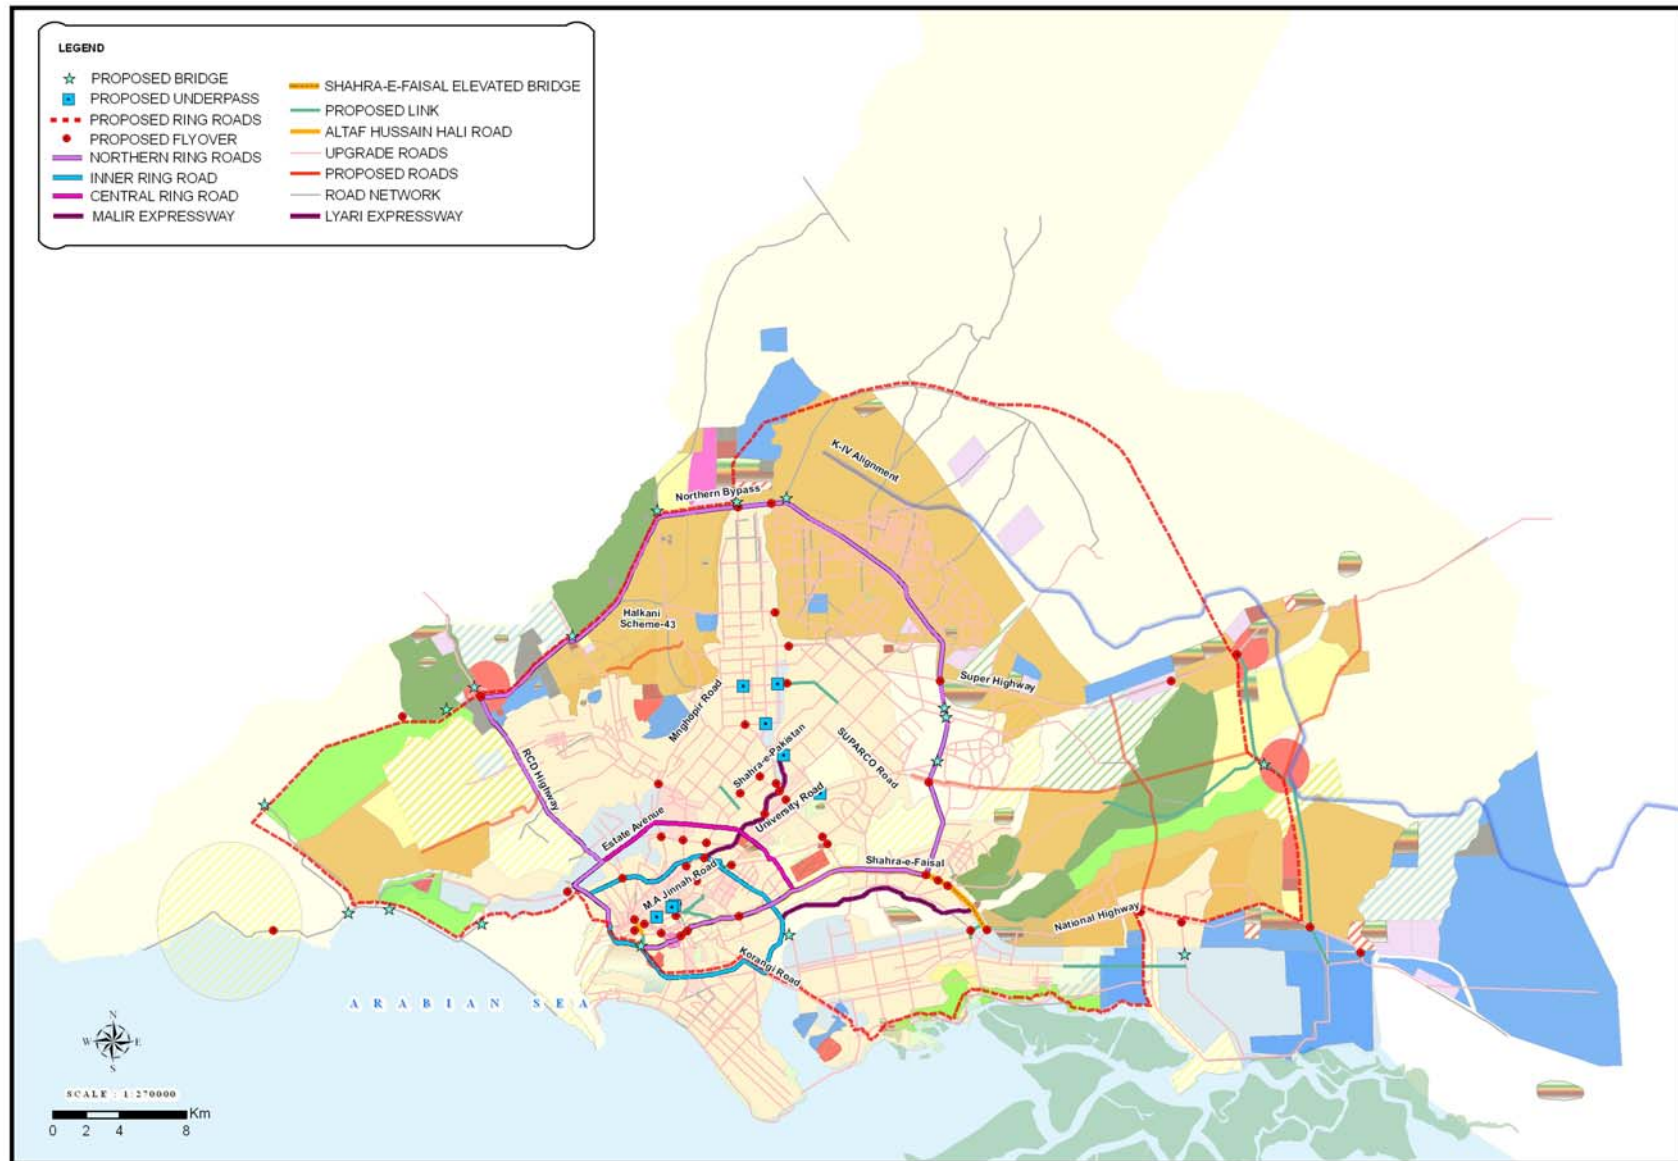 LEGEND
PROPOSED BRIDGE
PROPOSED UNDERPASS
PROPOSED RING ROADS
PROPOSED FLYOVER
NORTHERN RING ROADS
INNER RING ROAD
CENTRAL RING ROAD
MALIR EXPRESSWAY
SHAHRA-E-FAISAL ELEVATED BRIDGE
PROPOSED LINK
ALTAF HUSSAIN HALI ROAD
UPGRADE ROADS
PROPOSED ROADS
ROAD NETWORK
LYARI EXPRESSWAY
K-IV Alignment
Northern Bypass
Halkani
Scheme-43
Super Highway
Mnghopir Road
Shahra-e-Pakistan
SUPARCO Road
RCD Highway
University Road
Estate Avenue
Shahra-e-Faisal
M.A Jinnah Road
National Highway
Korangi Road
ARABIAN SEA
N
W E
S
SCALE : 1:270000
Km
0 2 4 8